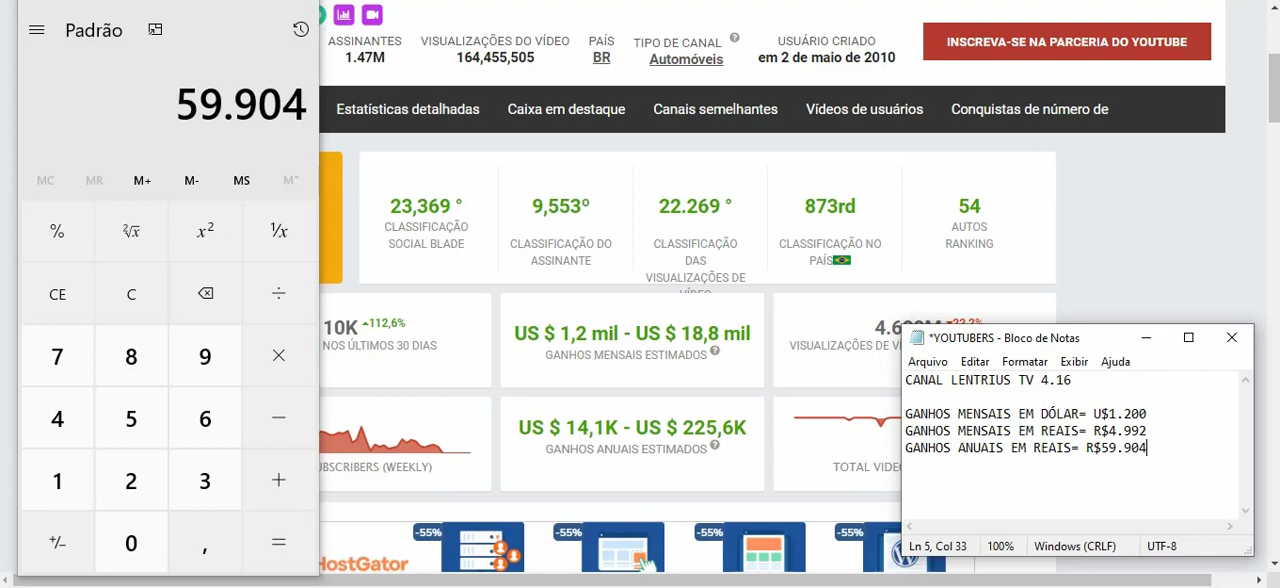 Padrão
59.904
MC MR M+ M- MS M˅
% ²√x x² ¹/x
CE C ÷
7 8 9 ×
4 5 6 −
1 2 3 +
+/− 0 , =
ASSINANTES
1.47M
VISUALIZAÇÕES DO VÍDEO
164,455,505
PAÍS
BR
TIPO DE CANAL ?
Automóveis
USUÁRIO CRIADO
em 2 de maio de 2010
INSCREVA-SE NA PARCERIA DO YOUTUBE
Estatísticas detalhadas Caixa em destaque Canais semelhantes Vídeos de usuários Conquistas de número de
23,369 °
CLASSIFICAÇÃO
SOCIAL BLADE
9,553º
CLASSIFICAÇÃO DO
ASSINANTE
22.269 °
CLASSIFICAÇÃO
DAS
VISUALIZAÇÕES DE
VÍDEO
873rd
CLASSIFICAÇÃO NO
PAÍS
54
AUTOS
RANKING
10K 112,6%
NOS ÚLTIMOS 30 DIAS
US $ 1,2 mil - US $ 18,8 mil
GANHOS MENSAIS ESTIMADOS ?
VISUALIZAÇÕES DE
UBSCRIBERS (WEEKLY)
US $ 14,1K - US $ 225,6K
GANHOS ANUAIS ESTIMADOS ?
TOTAL VIDE
*YOUTUBERS - Bloco de Notas
Arquivo Editar Formatar Exibir Ajuda
CANAL LENTRIUS TV 4.16
GANHOS MENSAIS EM DÓLAR= U$1.200
GANHOS MENSAIS EM REAIS= R$4.992
GANHOS ANUAIS EM REAIS= R$59.904
Ln 5, Col 33 100% Windows (CRLF) UTF-8
-55% -55% -55% -55%
HostGator